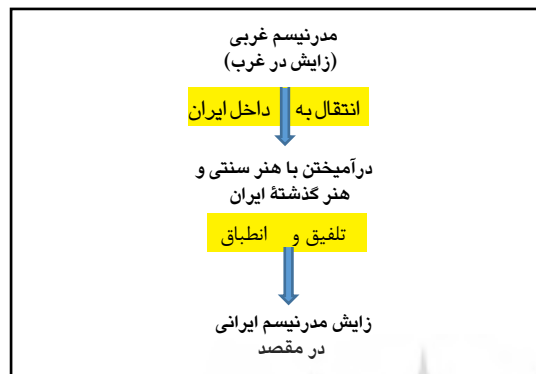 مدرنیسم غربی
(زایش در غرب)
انتقال به داخل ایران
درآمیختن با هنر سنتی و
هنر گذشتهٔ ایران
تلفیق و انطباق
زایش مدرنیسم ایرانی
در مقصد